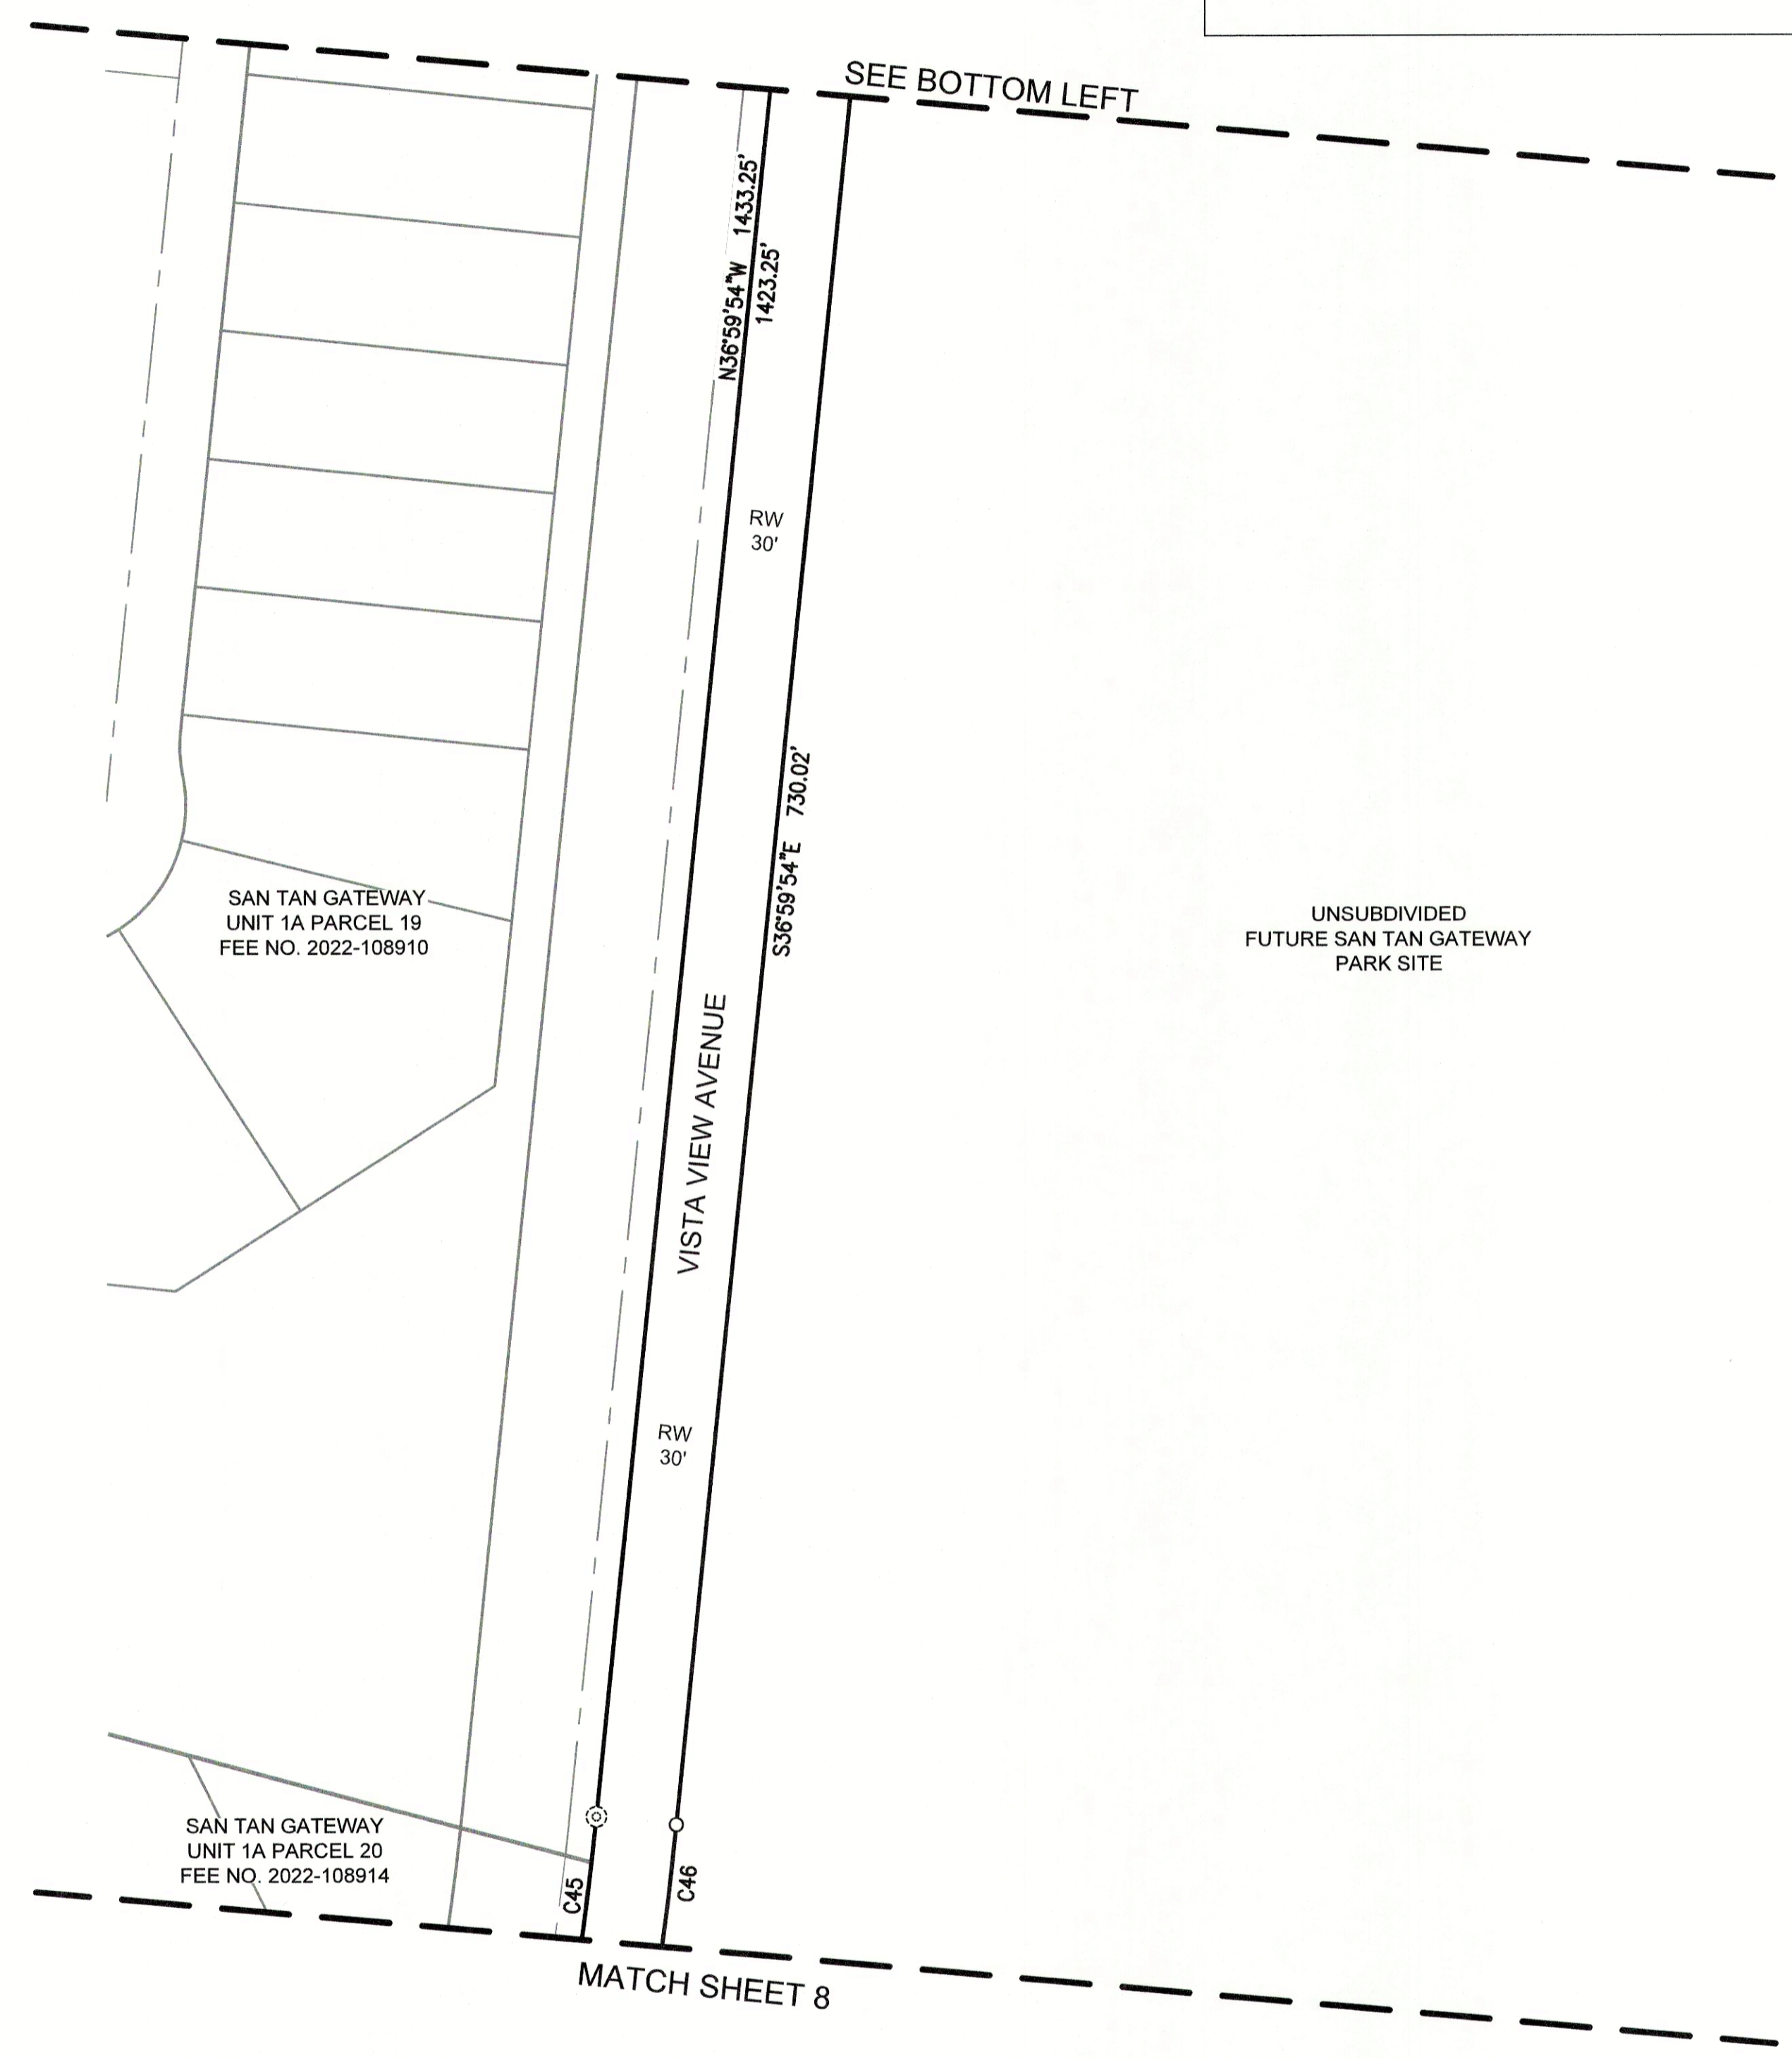 SEE BOTTOM LEFT
N36°59'54"W 1433.25'
1423.25'
RW
30'
S36°59'54"E 730.02'
SAN TAN GATEWAY
UNIT 1A PARCEL 19
FEE NO. 2022-108910
UNSUBDIVIDED
FUTURE SAN TAN GATEWAY
PARK SITE
VISTA VIEW AVENUE
RW
30'
SAN TAN GATEWAY
UNIT 1A PARCEL 20
FEE NO. 2022-108914
C45
C46
MATCH SHEET 8